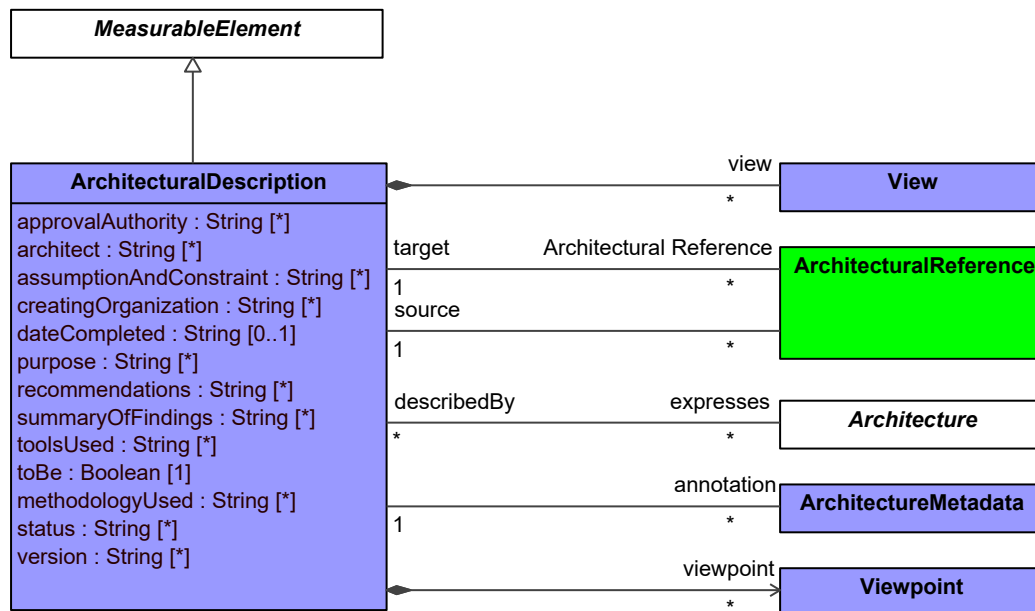 MeasurableElement
ArchitecturalDescription
approvalAuthority : String [*]
architect : String [*]
assumptionAndConstraint : String [*]
creatingOrganization : String [*]
dateCompleted : String [0..1]
purpose : String [*]
recommendations : String [*]
summaryOfFindings : String [*]
toolsUsed : String [*]
toBe : Boolean [1]
methodologyUsed : String [*]
status : String [*]
version : String [*]
view
*
View
target
Architectural Reference
1
*
source
1
*
ArchitecturalReference
describedBy
expresses
*
*
Architecture
annotation
1
*
ArchitectureMetadata
viewpoint
*
Viewpoint